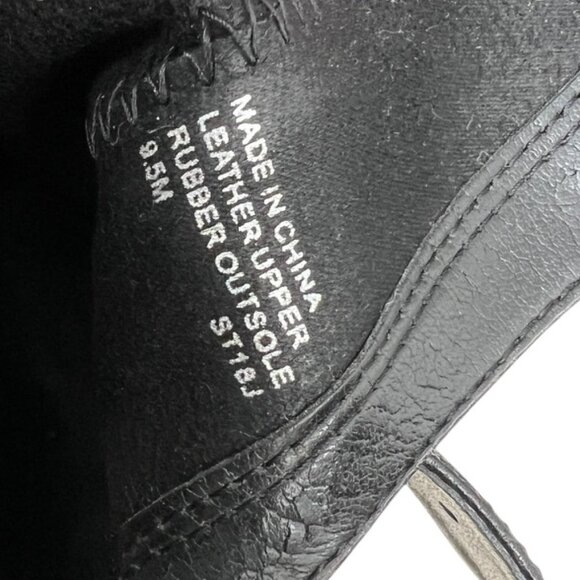 MADE IN CHINA
LEATHER UPPER
RUBBER OUTSOLE
9.5M ST18J